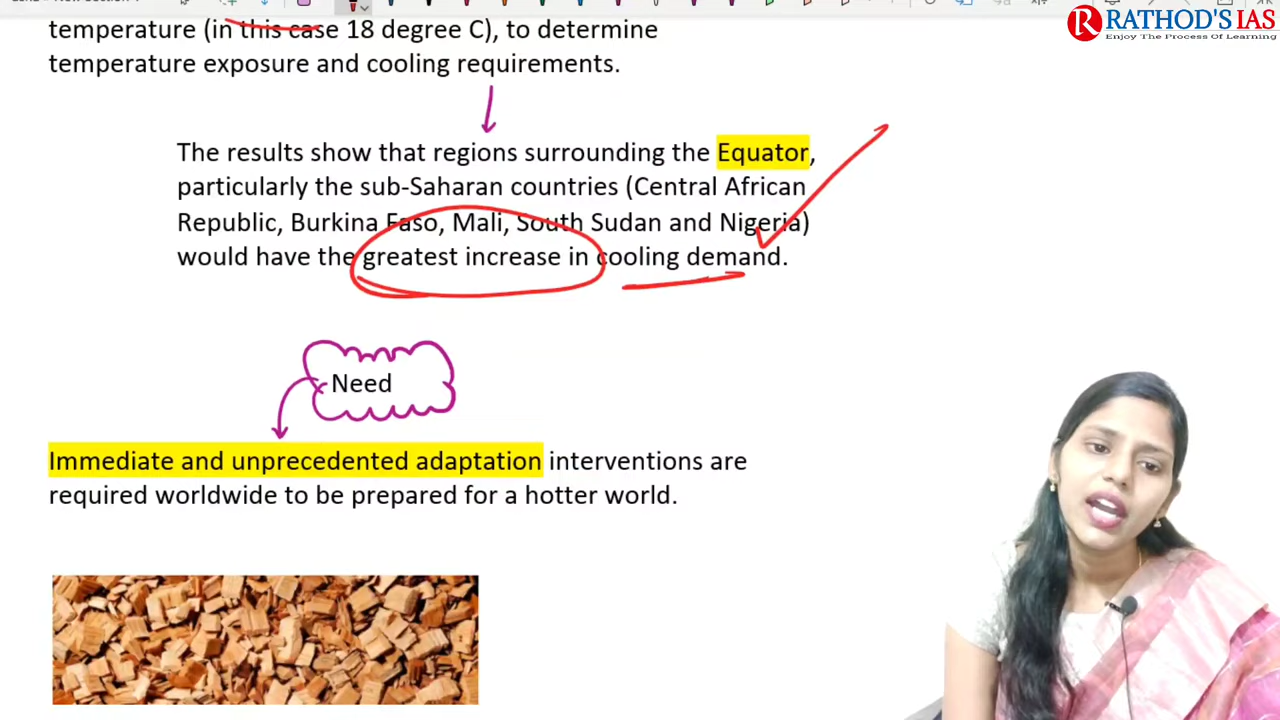 RATHOD'S IAS
Enjoy The Process Of Learning
temperature (in this case 18 degree C), to determine
temperature exposure and cooling requirements.
The results show that regions surrounding the Equator,
particularly the sub-Saharan countries (Central African
Republic, Burkina Faso, Mali, South Sudan and Nigeria)
would have the greatest increase in cooling demand.
Need
Immediate and unprecedented adaptation interventions are
required worldwide to be prepared for a hotter world.